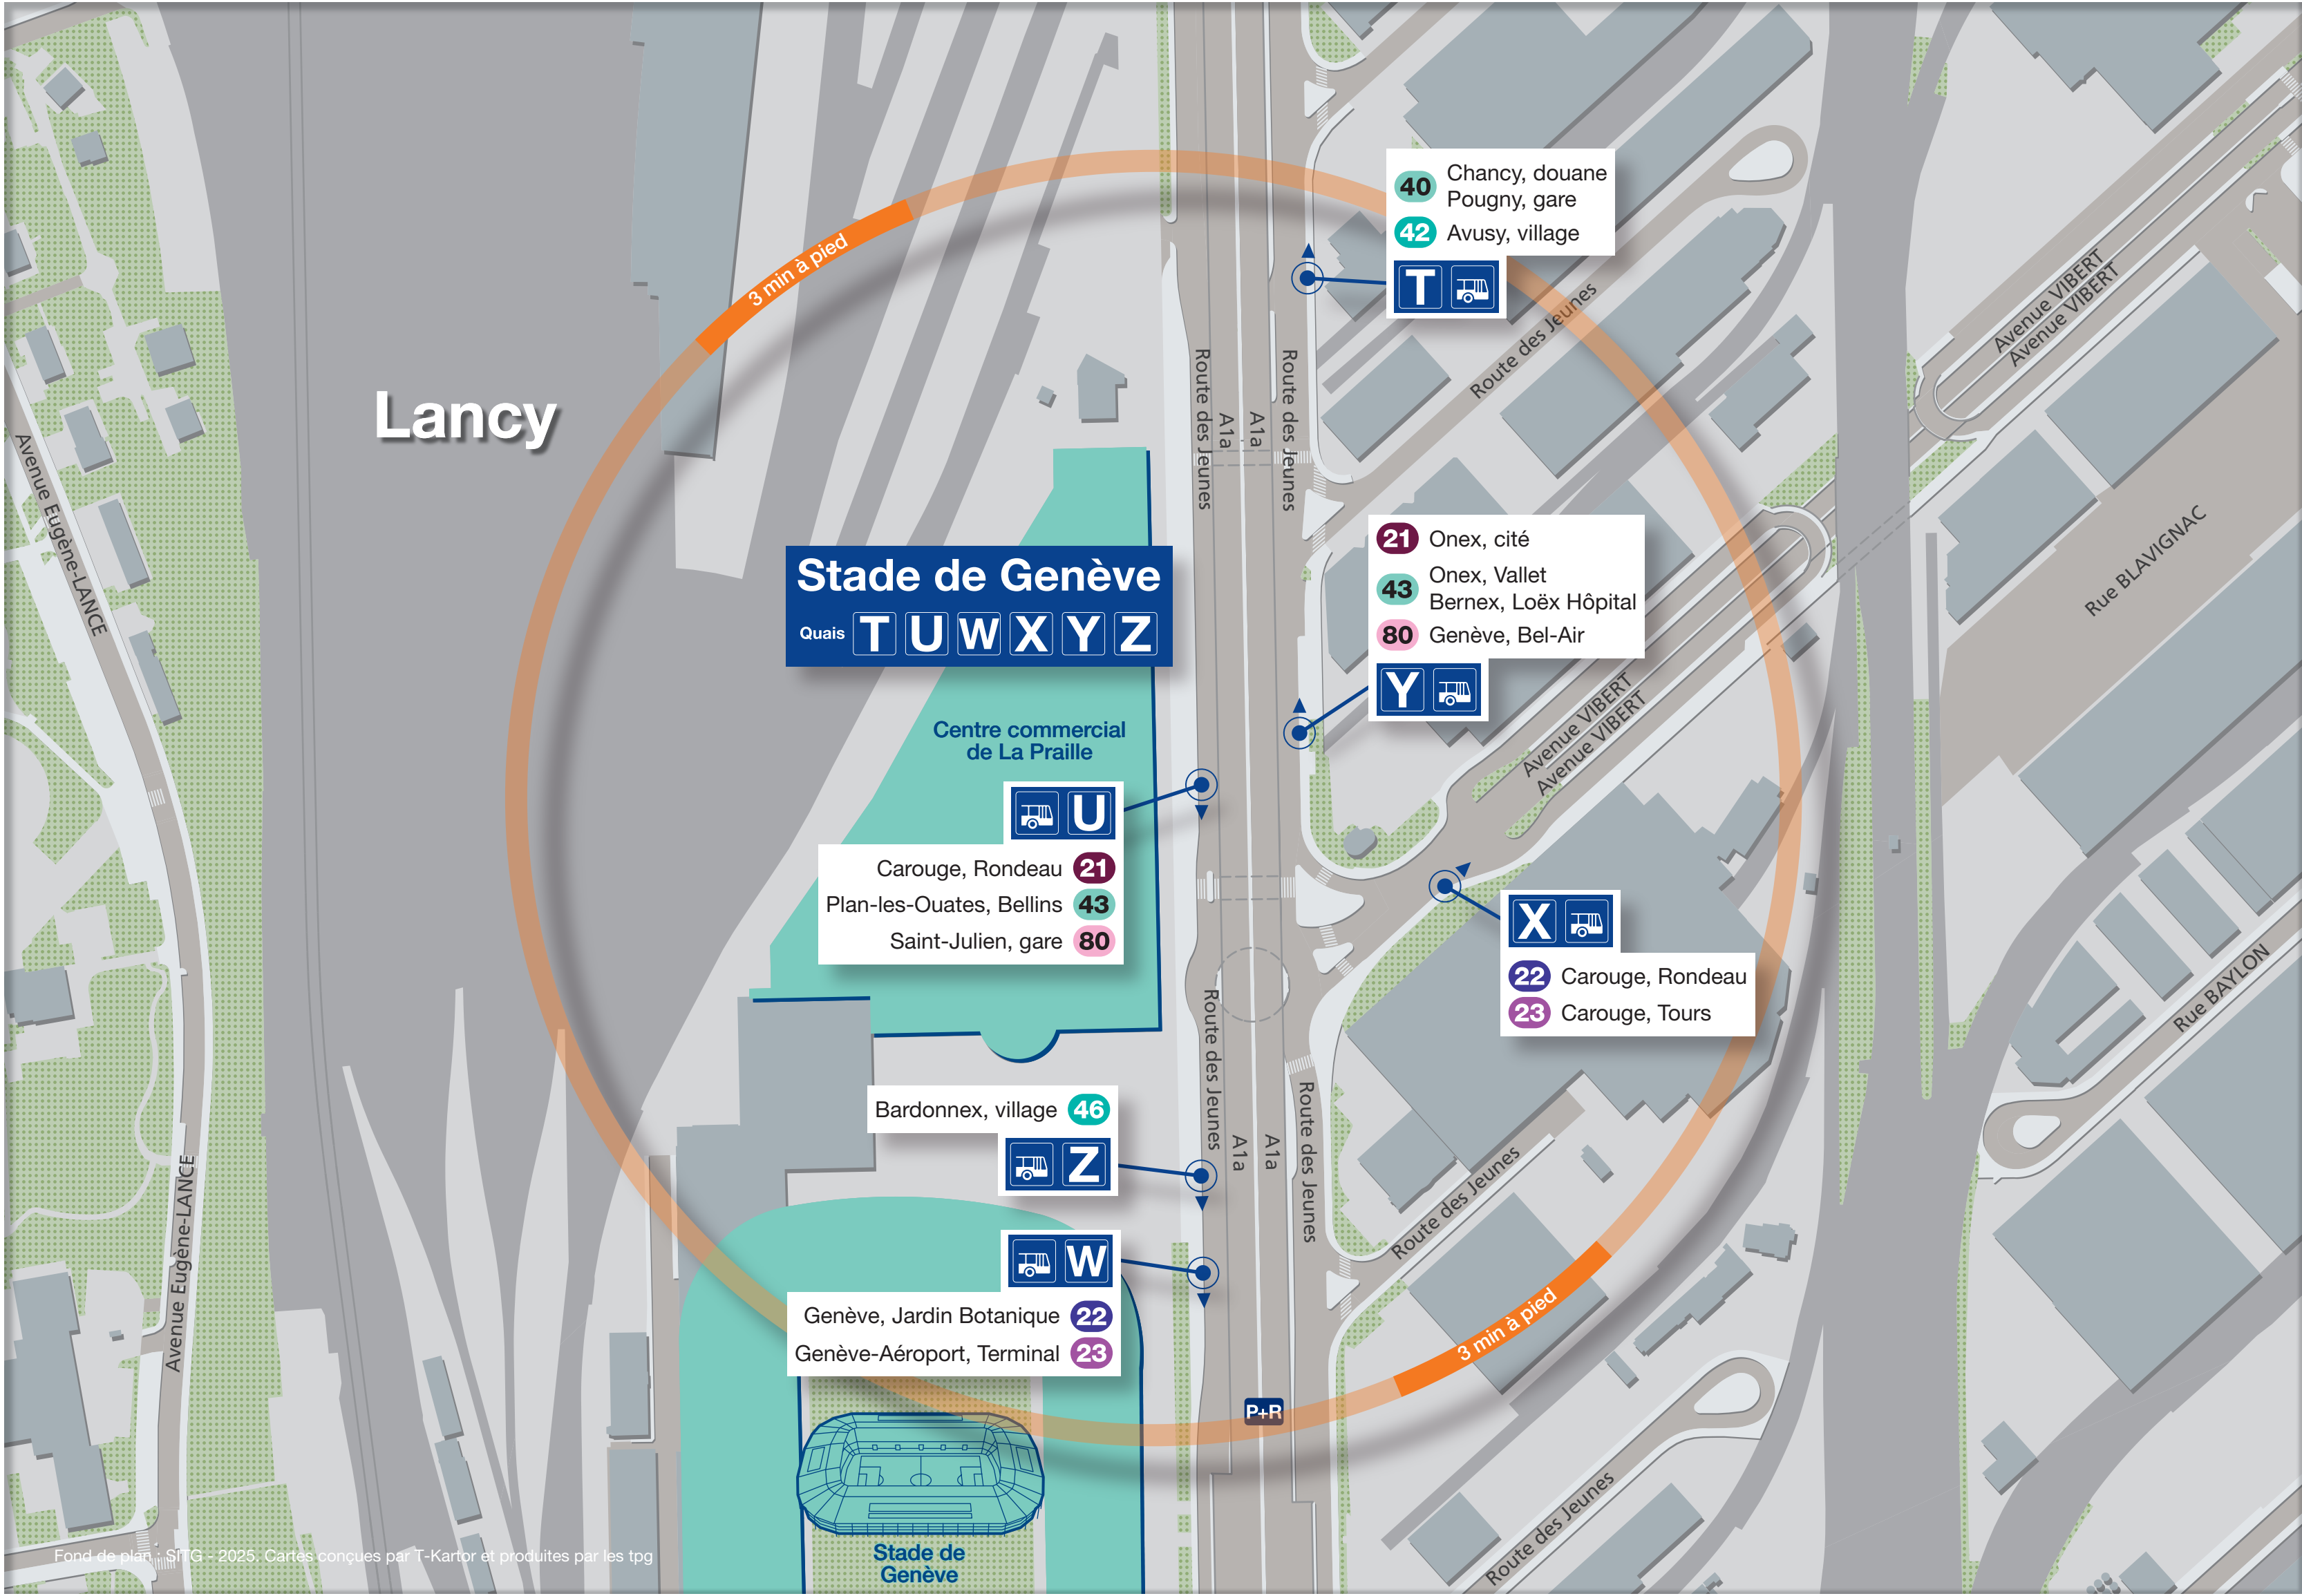 40 Chancy, douane
Pougny, gare
42 Avusy, village
T
3 min à pied
Lancy
Route des Jeunes
Route des Jeunes
Route des Jeunes
A1a
A1a
Avenue VIBERT
Avenue VIBERT
Avenue Eugène-LANCE
Stade de Genève
Quais T U W X Y Z
21 Onex, cité
43 Onex, Vallet
Bernex, Loëx Hôpital
80 Genève, Bel-Air
Y
Rue BLAVIGNAC
Avenue VIBERT
Avenue VIBERT
Centre commercial
de La Praille
U
Carouge, Rondeau 21
Plan-les-Ouates, Bellins 43
Saint-Julien, gare 80
X
22 Carouge, Rondeau
23 Carouge, Tours
Rue BAYLON
Route des Jeunes
Route des Jeunes
A1a
A1a
Bardonnex, village 46
Z
Route des Jeunes
Avenue Eugène-LANCE
W
Genève, Jardin Botanique 22
Genève-Aéroport, Terminal 23
3 min à pied
P+R
Route des Jeunes
Stade de
Genève
Fond de plan : SITG - 2025. Cartes conçues par T-Kartor et produites par les tpg